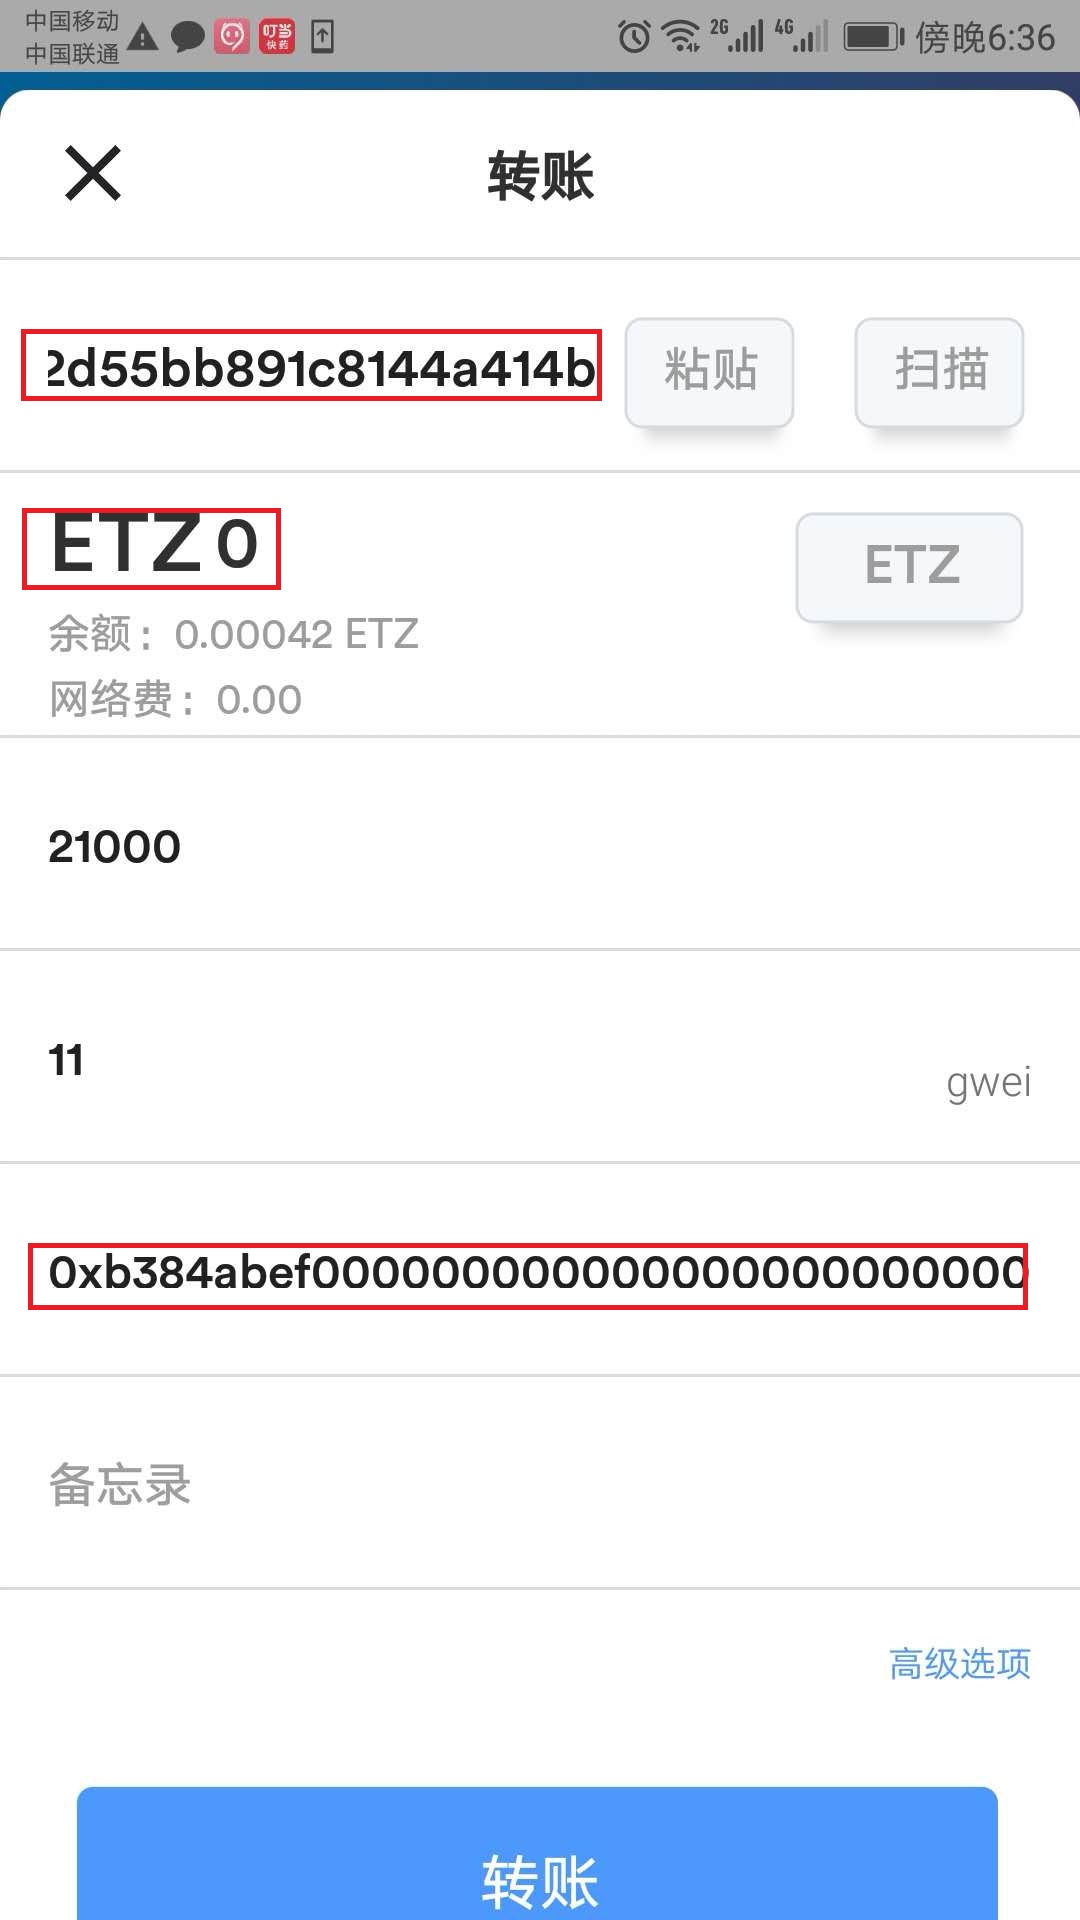 中国移动
中国联通
叮当
快药
2G
4G
傍晚6:36
转账
2d55bb891c8144a414b
粘贴
扫描
ETZ 0
ETZ
余额：0.00042 ETZ
网络费：0.00
21000
11
gwei
0xb384abef000000000000000000000000
备忘录
高级选项
转账